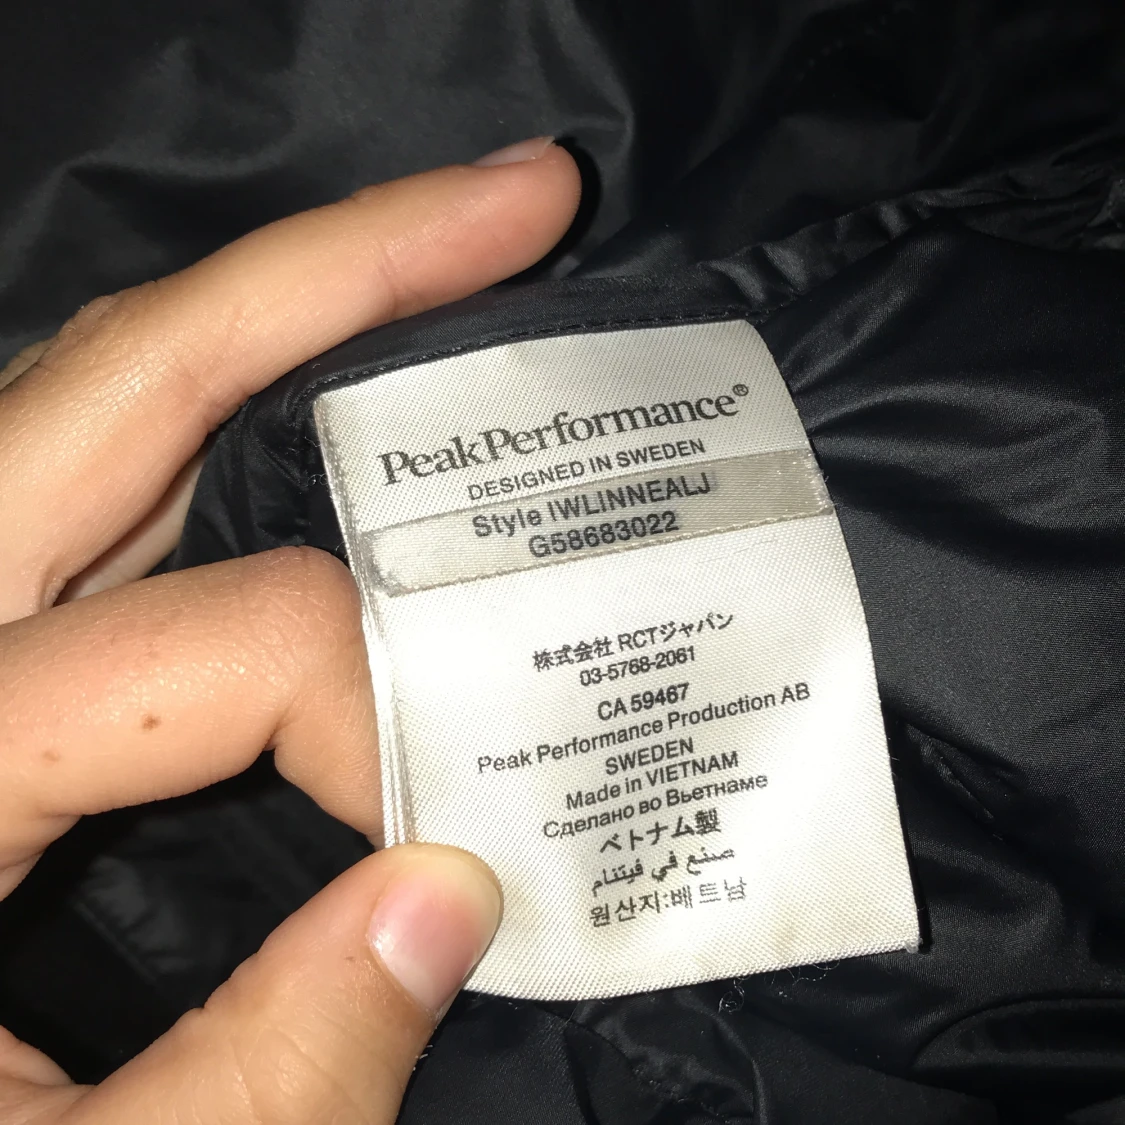 PeakPerformance®
DESIGNED IN SWEDEN
Style IWLINNEALJ
G58683022
株式会社 RCTジャパン
03-5768-2061
CA 59467
Peak Performance Production AB
SWEDEN
Made in VIETNAM
Сделано во Вьетнаме
ベトナム製
صنع في فيتنام
원산지:베트남